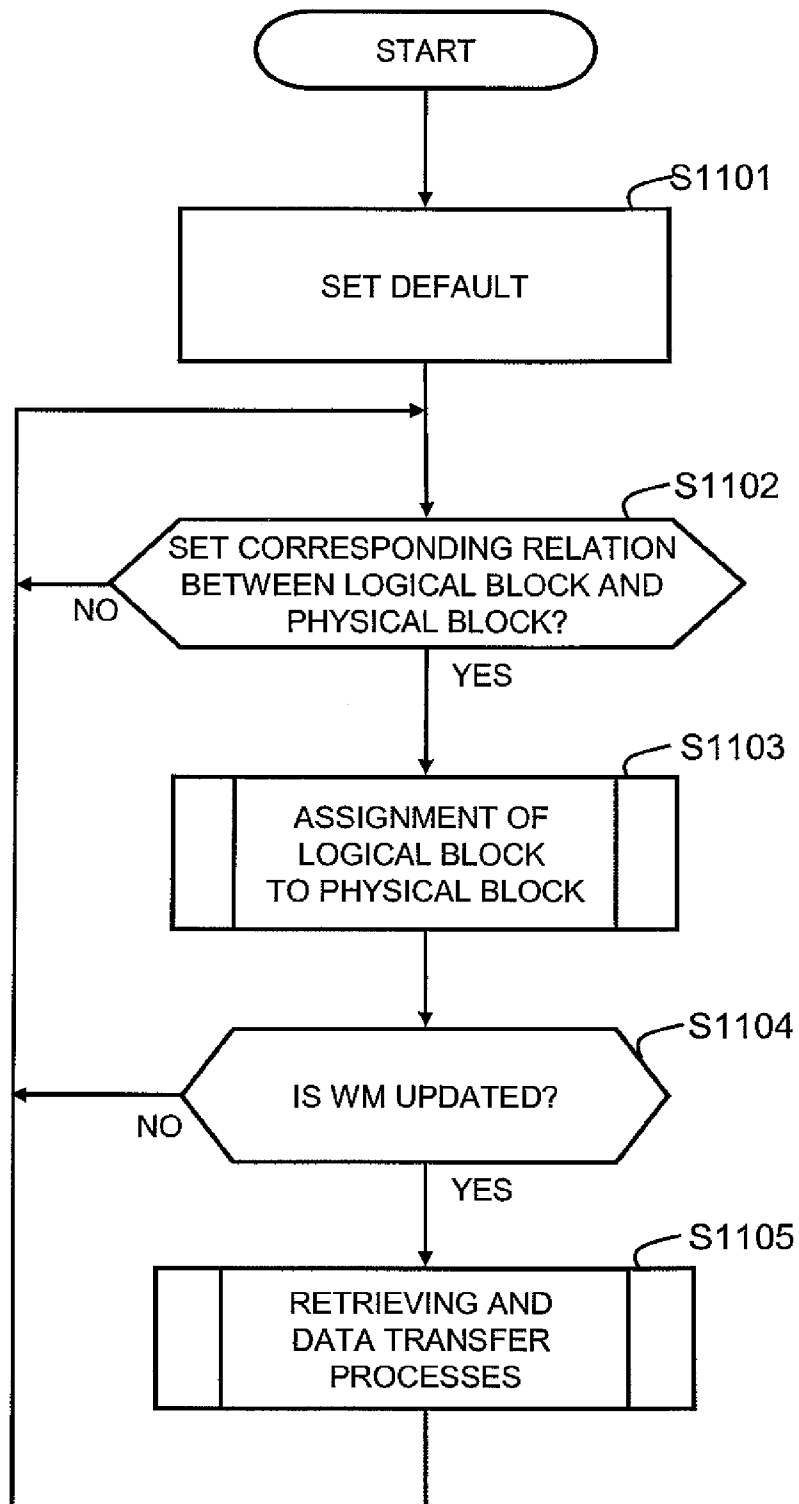 START
S1101
SET DEFAULT
S1102
SET CORRESPONDING RELATION
BETWEEN LOGICAL BLOCK AND
PHYSICAL BLOCK?
NO
YES
S1103
ASSIGNMENT OF
LOGICAL BLOCK
TO PHYSICAL BLOCK
S1104
IS WM UPDATED?
NO
YES
S1105
RETRIEVING AND
DATA TRANSFER
PROCESSES